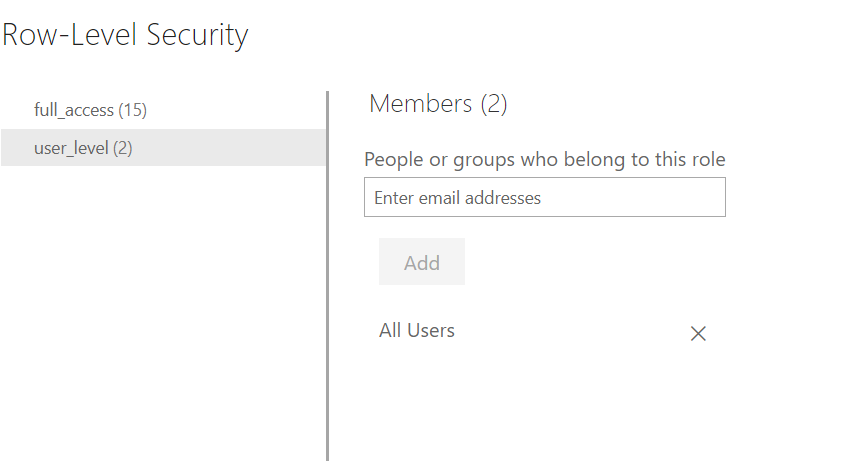 Row-Level Security
full_access (15)
user_level (2)
Members (2)
People or groups who belong to this role
Enter email addresses
Add
All Users